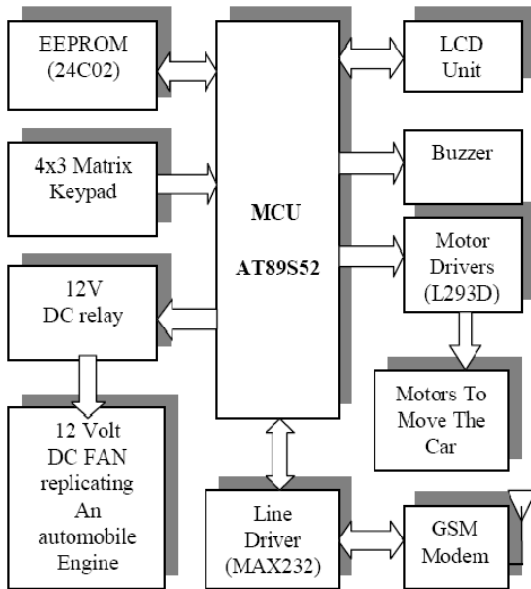 EEPROM
(24C02)
LCD
Unit
4x3 Matrix
Keypad
Buzzer
MCU
AT89S52
Motor
Drivers
(L293D)
12V
DC relay
Motors To
Move The
Car
12 Volt
DC FAN
replicating
An
automobile
Engine
Line
Driver
(MAX232)
GSM
Modem